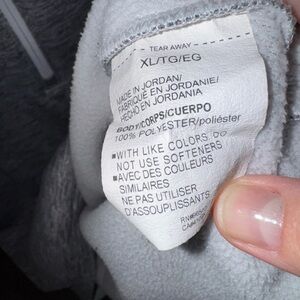 TEAR AWAY
XL/TG/EG
MADE IN JORDAN/
FABRIQUÉ EN JORDANIE/
HECHO EN JORDANIA
BODY/CORPS/CUERPO
100% POLYESTER/poliéster
▪WITH LIKE COLORS. DO
NOT USE SOFTENERS
▪AVEC DES COULEURS
SIMILAIRES
NE PAS UTILISER
D'ASSOUPLISSANTS.